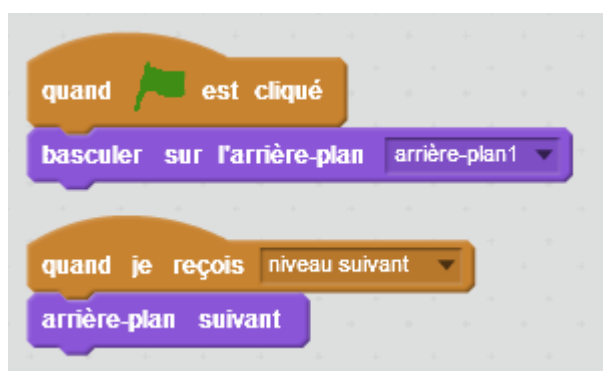 quand est cliqué
basculer sur l'arrière-plan arrière-plan1
quand je reçois niveau suivant
arrière-plan suivant